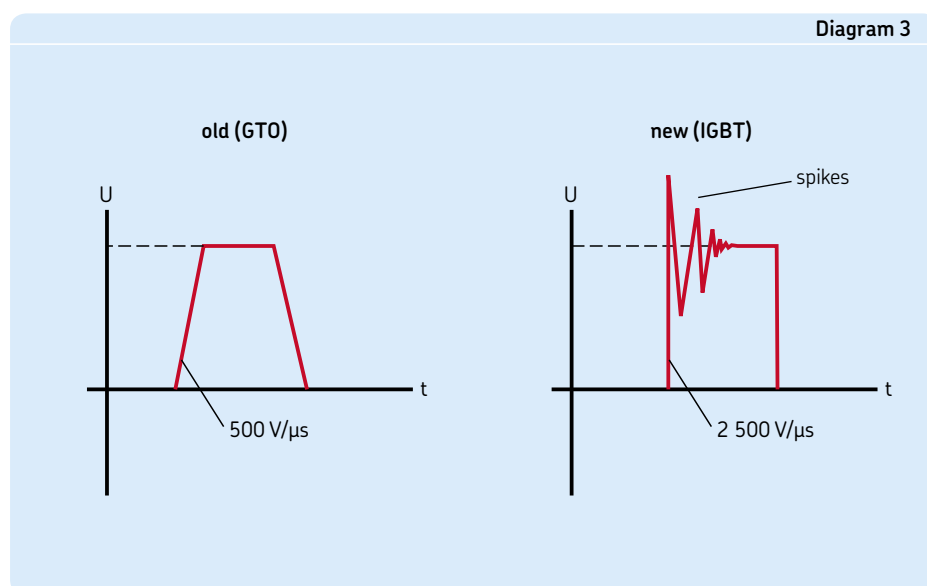 Diagram 3
old (GTO)
U
t
500 V/µs
new (IGBT)
U
spikes
t
2 500 V/µs